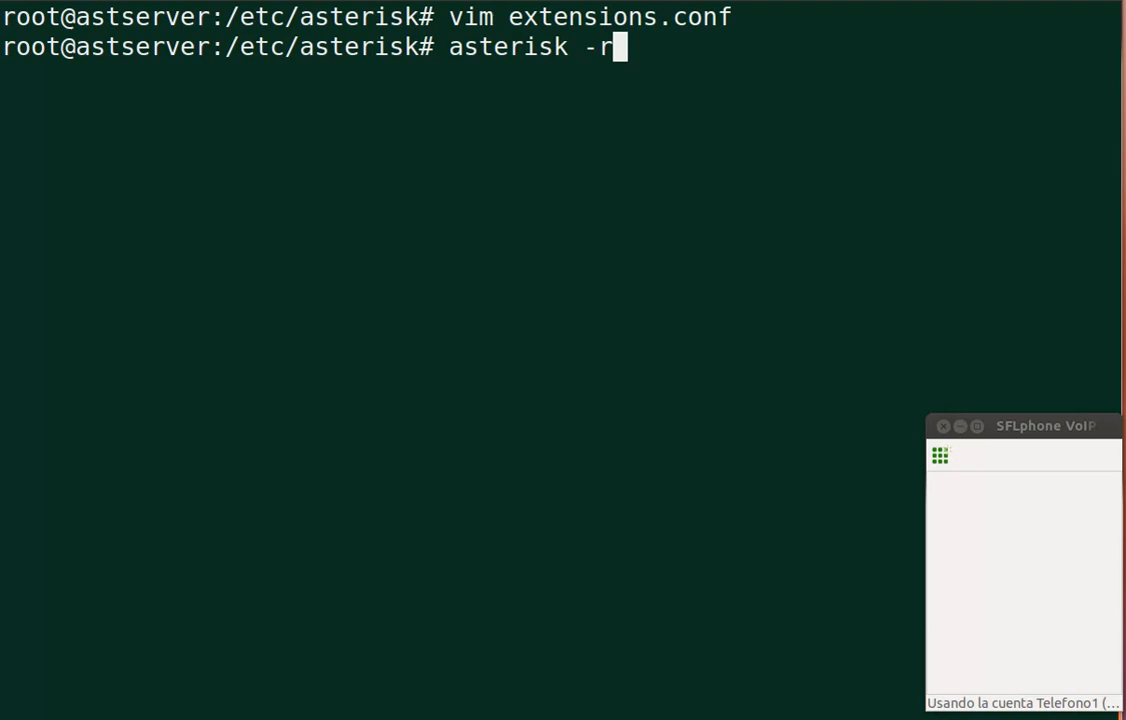 root@astserver:/etc/asterisk# vim extensions.conf
root@astserver:/etc/asterisk# asterisk -r
SFLphone VoIP
Usando la cuenta Telefono1 (...